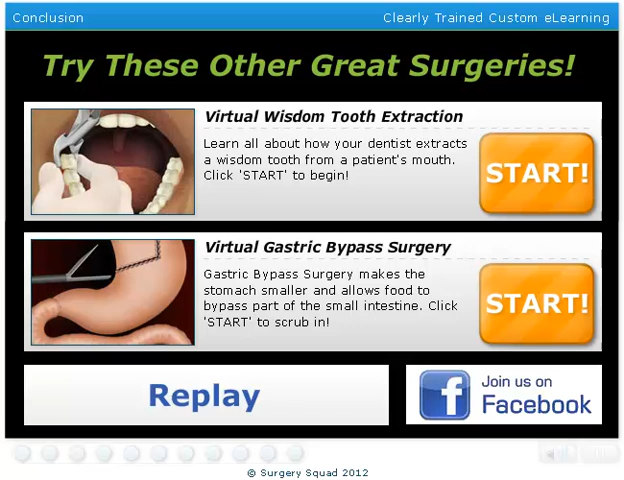 Conclusion
Clearly Trained Custom eLearning
Try These Other Great Surgeries!
Virtual Wisdom Tooth Extraction
Learn all about how your dentist extracts
a wisdom tooth from a patient's mouth.
Click 'START' to begin!
START!
Virtual Gastric Bypass Surgery
Gastric Bypass Surgery makes the
stomach smaller and allows food to
bypass part of the small intestine. Click
'START' to scrub in!
START!
Replay
f
Join us on
Facebook
© Surgery Squad 2012